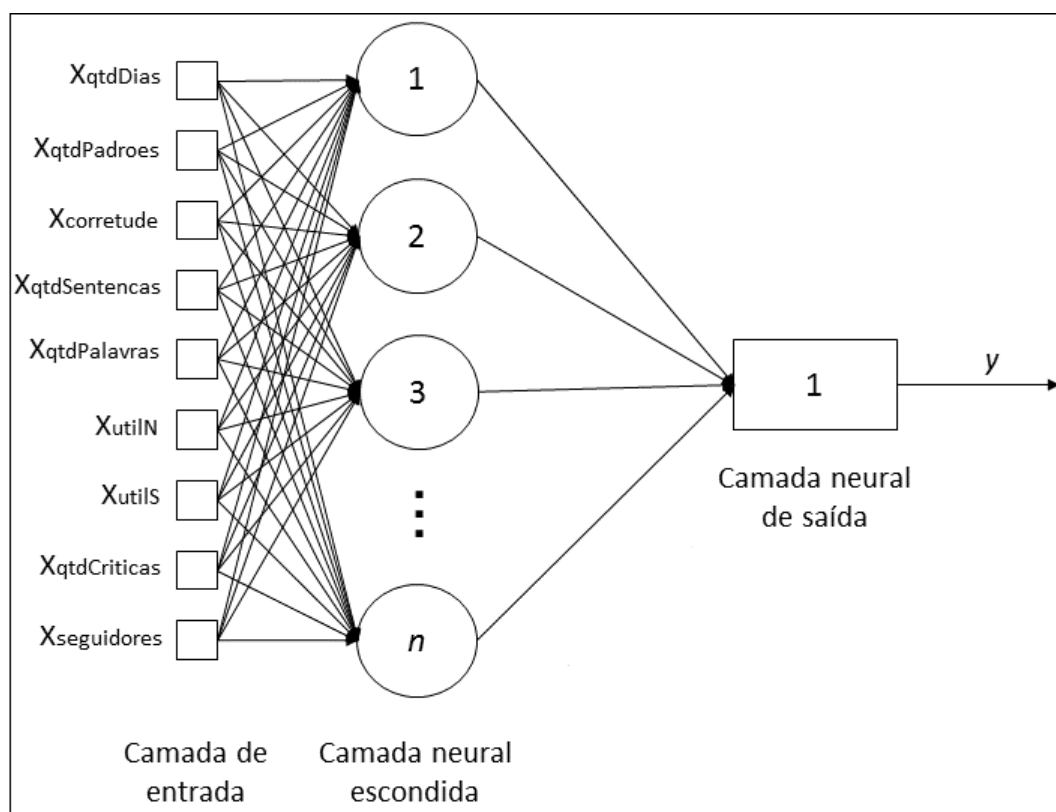 XqtdDias
XqtdPadroes
Xcorretude
XqtdSentencas
XqtdPalavras
XutilN
XutilS
XqtdCriticas
Xseguidores
Camada de
entrada
1
2
3
⋮
n
Camada neural
escondida
1
Camada neural
de saída
y